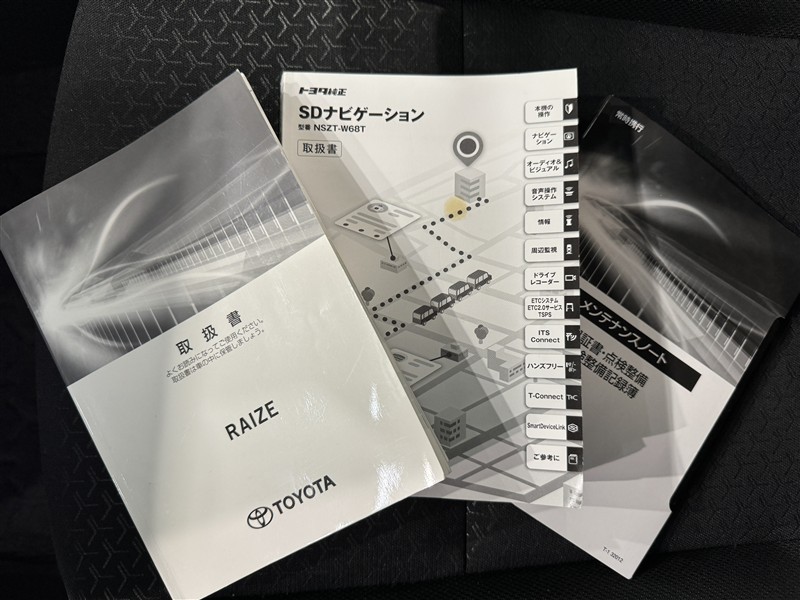 取扱書
よくお読みになってご使用ください。
取扱書は車の中に保管しましょう。
RAIZE
TOYOTA
トヨタ純正
SDナビゲーション
型番 NSZT-W68T
取扱書
本機の
操作
ナビゲー
ション
オーディオ&
ビジュアル
音声操作
システム
情報
周辺監視
ドライブ
レコーダー
ETCシステム
ETC2.0サービス
TSPS
ITS
Connect
ハンズフリー
T-Connect
SmartDeviceLink
ご参考に
常時携行
メンテナンスノート
証書・点検整備
整備記録簿